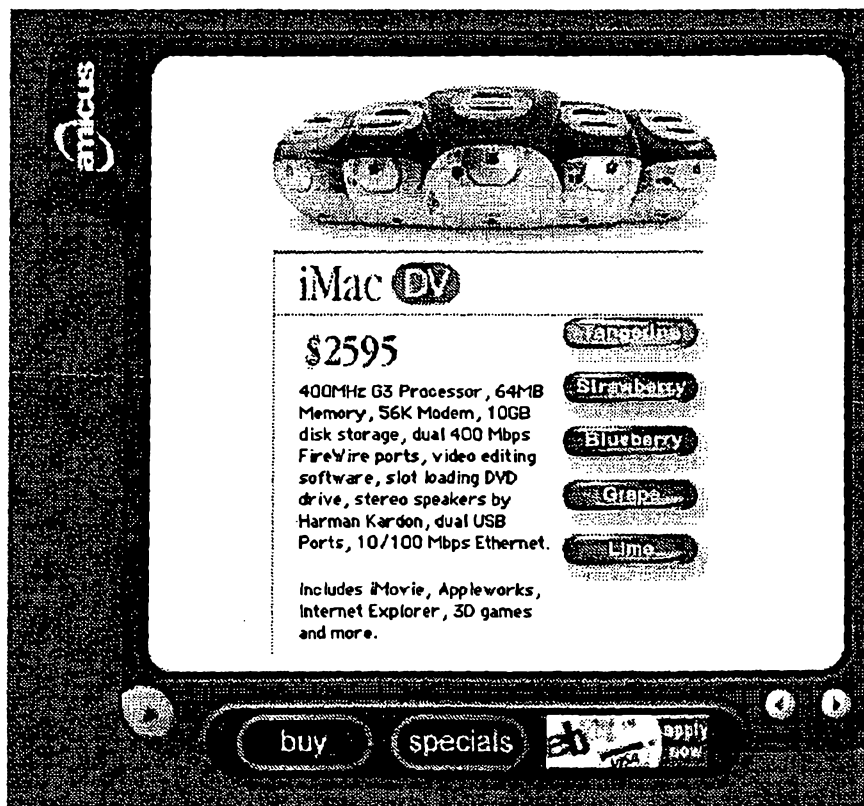 amicus
iMac DV
$2595
Tangerine
400MHz G3 Processor, 64MB
Memory, 56K Modem, 10GB
disk storage, dual 400 Mbps
FireWire ports, video editing
software, slot loading DVD
drive, stereo speakers by
Harman Kardon, dual USB
Ports, 10/100 Mbps Ethernet.
Strawberry
Blueberry
Grape
Lime
Includes iMovie, Appleworks,
Internet Explorer, 3D games
and more.
buy
specials
VISA
apply
now